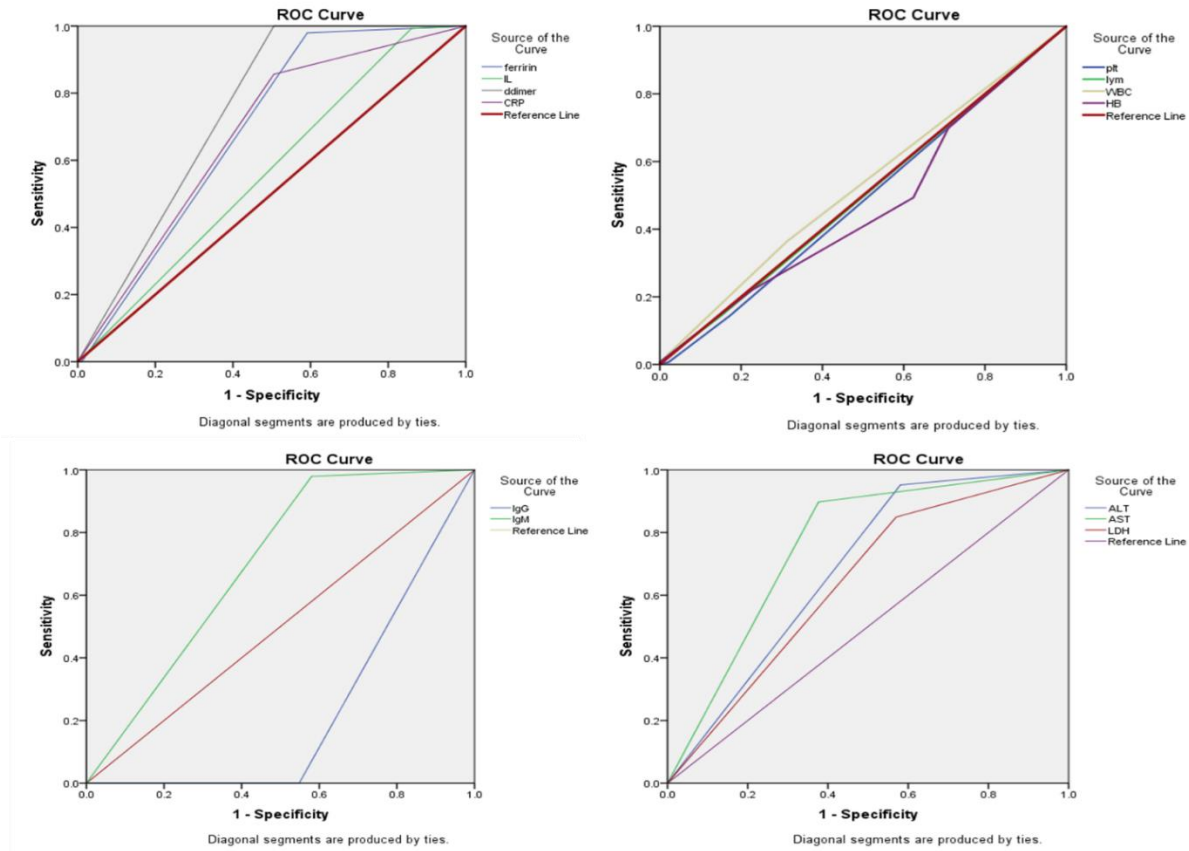 ROC Curve
1.0
0.8
0.6
0.4
0.2
0.0
Sensitivity
0.0 0.2 0.4 0.6 0.8 1.0
1 - Specificity
Diagonal segments are produced by ties.
Source of the
Curve
ferririn
IL
ddimer
CRP
Reference Line
ROC Curve
1.0
0.8
0.6
0.4
0.2
0.0
Sensitivity
0.0 0.2 0.4 0.6 0.8 1.0
1 - Specificity
Diagonal segments are produced by ties.
Source of the
Curve
plt
lym
WBC
HB
Reference Line
ROC Curve
1.0
0.8
0.6
0.4
0.2
0.0
Sensitivity
0.0 0.2 0.4 0.6 0.8 1.0
1 - Specificity
Diagonal segments are produced by ties.
Source of the
Curve
IgG
IgM
Reference Line
ROC Curve
1.0
0.8
0.6
0.4
0.2
0.0
Sensitivity
0.0 0.2 0.4 0.6 0.8 1.0
1 - Specificity
Diagonal segments are produced by ties.
Source of the
Curve
ALT
AST
LDH
Reference Line